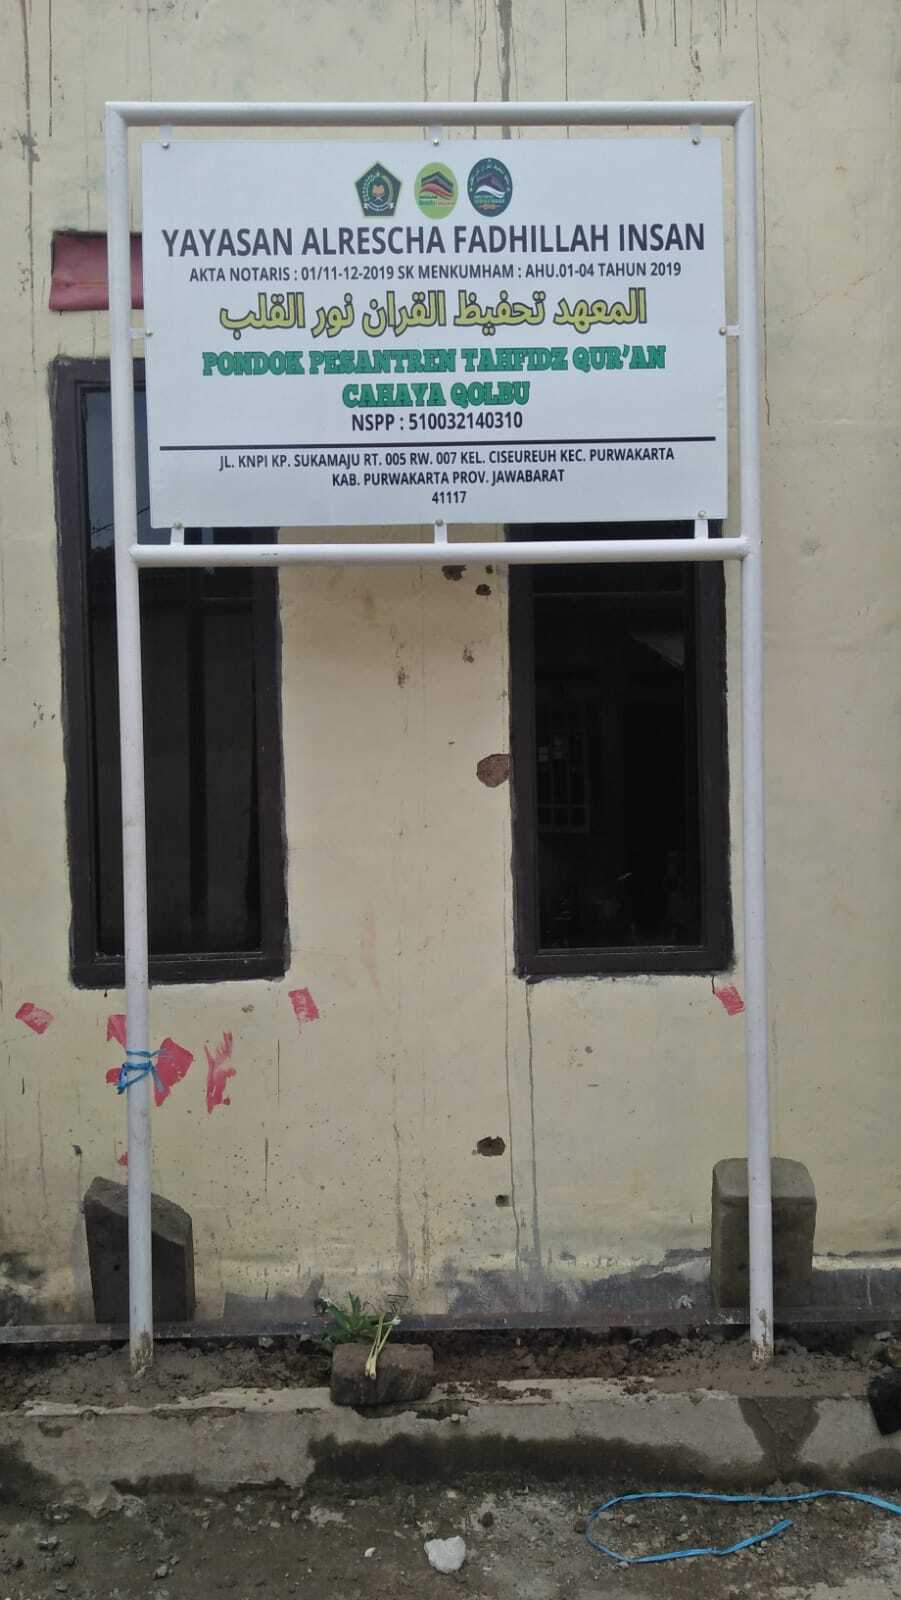 YAYASAN ALRESCHA FADHILLAH INSAN
AKTA NOTARIS : 01/11-12-2019 SK MENKUMHAM : AHU.01-04 TAHUN 2019
المعهد تحفيظ القران نور القلب
PONDOK PESANTREN TAHFIDZ QUR'AN
CAHAYA QOLBU
NSPP : 510032140310
JL. KNPI KP. SUKAMAJU RT. 005 RW. 007 KEL. CISEUREUH KEC. PURWAKARTA
KAB. PURWAKARTA PROV. JAWABARAT
41117